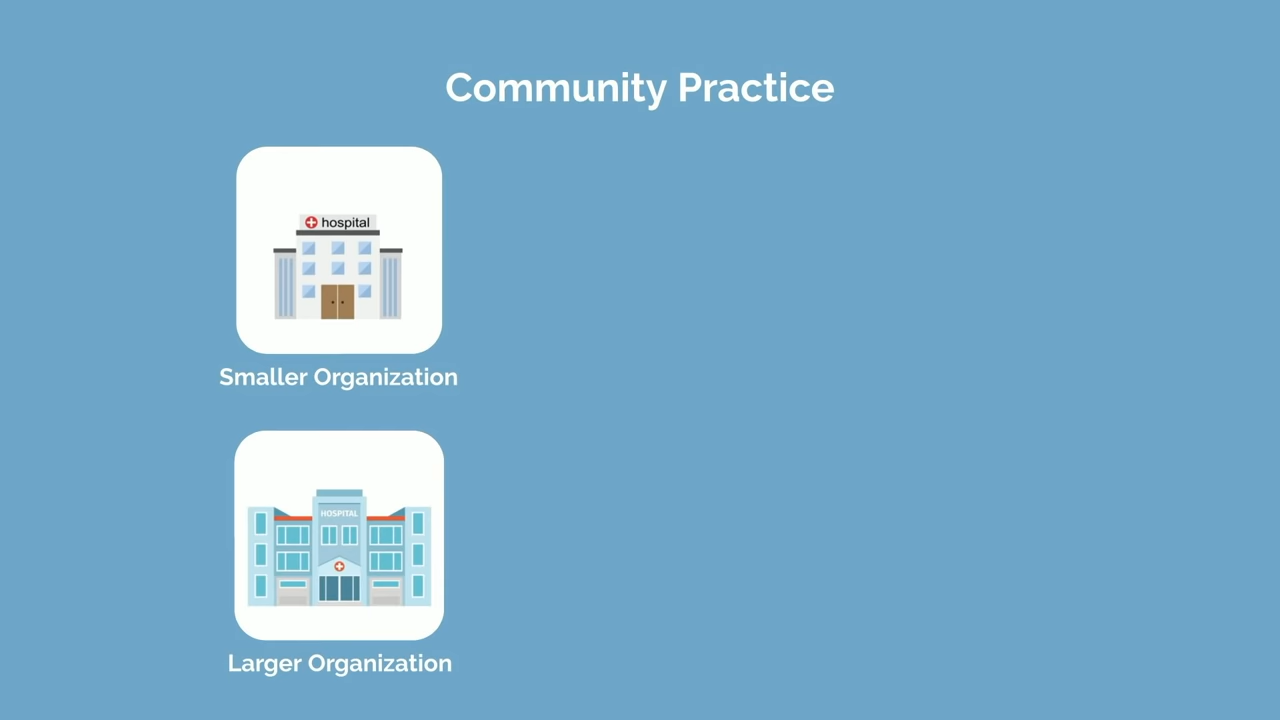 Community Practice
hospital
Smaller Organization
HOSPITAL
Larger Organization